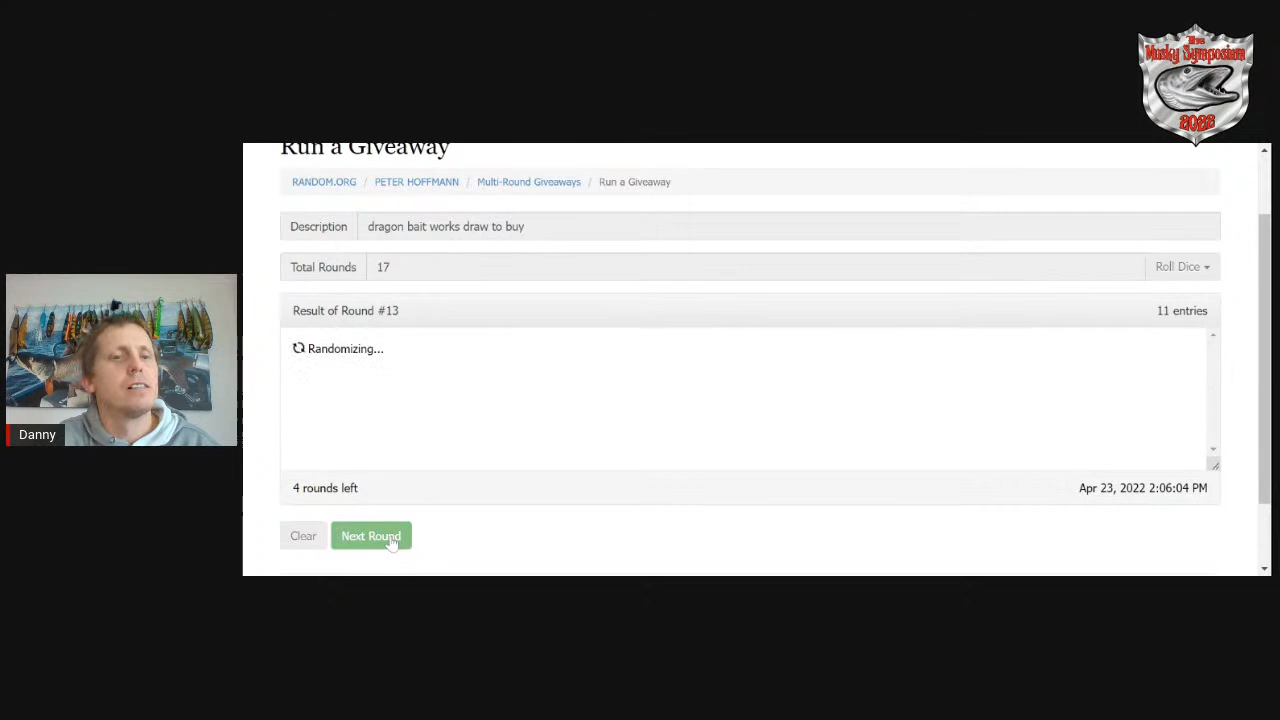 The
Musky Symposium
2022
Run a Giveaway
RANDOM.ORG / PETER HOFFMANN / Multi-Round Giveaways / Run a Giveaway
Description dragon bait works draw to buy
Total Rounds 17 Roll Dice
Result of Round #13 11 entries
Randomizing...
4 rounds left Apr 23, 2022 2:06:04 PM
Clear Next Round
Danny